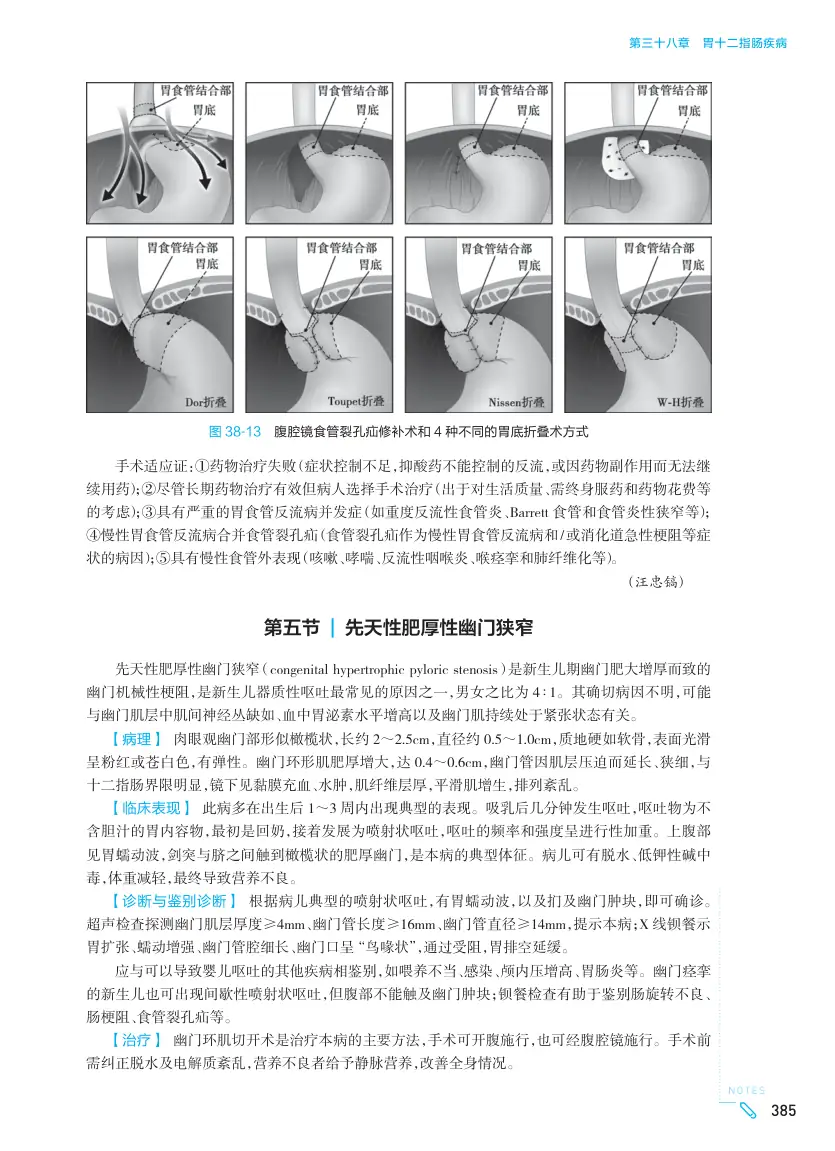 第三十八章 胃十二指肠疾病
胃食管结合部
胃底
胃食管结合部
胃底
胃食管结合部
胃底
胃食管结合部
胃底
胃食管结合部
胃底
Dor折叠
胃食管结合部
胃底
Toupet折叠
胃食管结合部
胃底
Nissen折叠
胃食管结合部
胃底
W-H折叠
图 38-13 腹腔镜食管裂孔疝修补术和 4 种不同的胃底折叠术方式
手术适应证:①药物治疗失败(症状控制不足,抑酸药不能控制的反流,或因药物副作用而无法继
续用药);②尽管长期药物治疗有效但病人选择手术治疗(出于对生活质量、需终身服药和药物花费等
的考虑);③具有严重的胃食管反流病并发症(如重度反流性食管炎、Barrett 食管和食管炎性狭窄等);
④慢性胃食管反流病合并食管裂孔疝(食管裂孔疝作为慢性胃食管反流病和/或消化道急性梗阻等症
状的病因);⑤具有慢性食管外表现(咳嗽、哮喘、反流性咽喉炎、喉痉挛和肺纤维化等)。
(汪忠镐)
第五节 | 先天性肥厚性幽门狭窄
先天性肥厚性幽门狭窄(congenital hypertrophic pyloric stenosis)是新生儿期幽门肥大增厚而致的
幽门机械性梗阻,是新生儿器质性呕吐最常见的原因之一,男女之比为 4∶1。其确切病因不明,可能
与幽门肌层中肌间神经丛缺如、血中胃泌素水平增高以及幽门肌持续处于紧张状态有关。
【病理】 肉眼观幽门部形似橄榄状,长约 2～2.5cm,直径约 0.5～1.0cm,质地硬如软骨,表面光滑
呈粉红或苍白色,有弹性。幽门环形肌肥厚增大,达 0.4～0.6cm,幽门管因肌层压迫而延长、狭细,与
十二指肠界限明显,镜下见黏膜充血、水肿,肌纤维层厚,平滑肌增生,排列紊乱。
【临床表现】 此病多在出生后 1～3 周内出现典型的表现。吸乳后几分钟发生呕吐,呕吐物为不
含胆汁的胃内容物,最初是回奶,接着发展为喷射状呕吐,呕吐的频率和强度呈进行性加重。上腹部
见胃蠕动波,剑突与脐之间触到橄榄状的肥厚幽门,是本病的典型体征。病儿可有脱水、低钾性碱中
毒,体重减轻,最终导致营养不良。
【诊断与鉴别诊断】 根据病儿典型的喷射状呕吐,有胃蠕动波,以及扪及幽门肿块,即可确诊。
超声检查探测幽门肌层厚度≥4mm、幽门管长度≥16mm、幽门管直径≥14mm,提示本病;X 线钡餐示
胃扩张、蠕动增强、幽门管腔细长、幽门口呈“鸟喙状”,通过受阻,胃排空延缓。
应与可以导致婴儿呕吐的其他疾病相鉴别,如喂养不当、感染、颅内压增高、胃肠炎等。幽门痉挛
的新生儿也可出现间歇性喷射状呕吐,但腹部不能触及幽门肿块;钡餐检查有助于鉴别肠旋转不良、
肠梗阻、食管裂孔疝等。
【治疗】 幽门环肌切开术是治疗本病的主要方法,手术可开腹施行,也可经腹腔镜施行。手术前
需纠正脱水及电解质紊乱,营养不良者给予静脉营养,改善全身情况。
NOTES
385